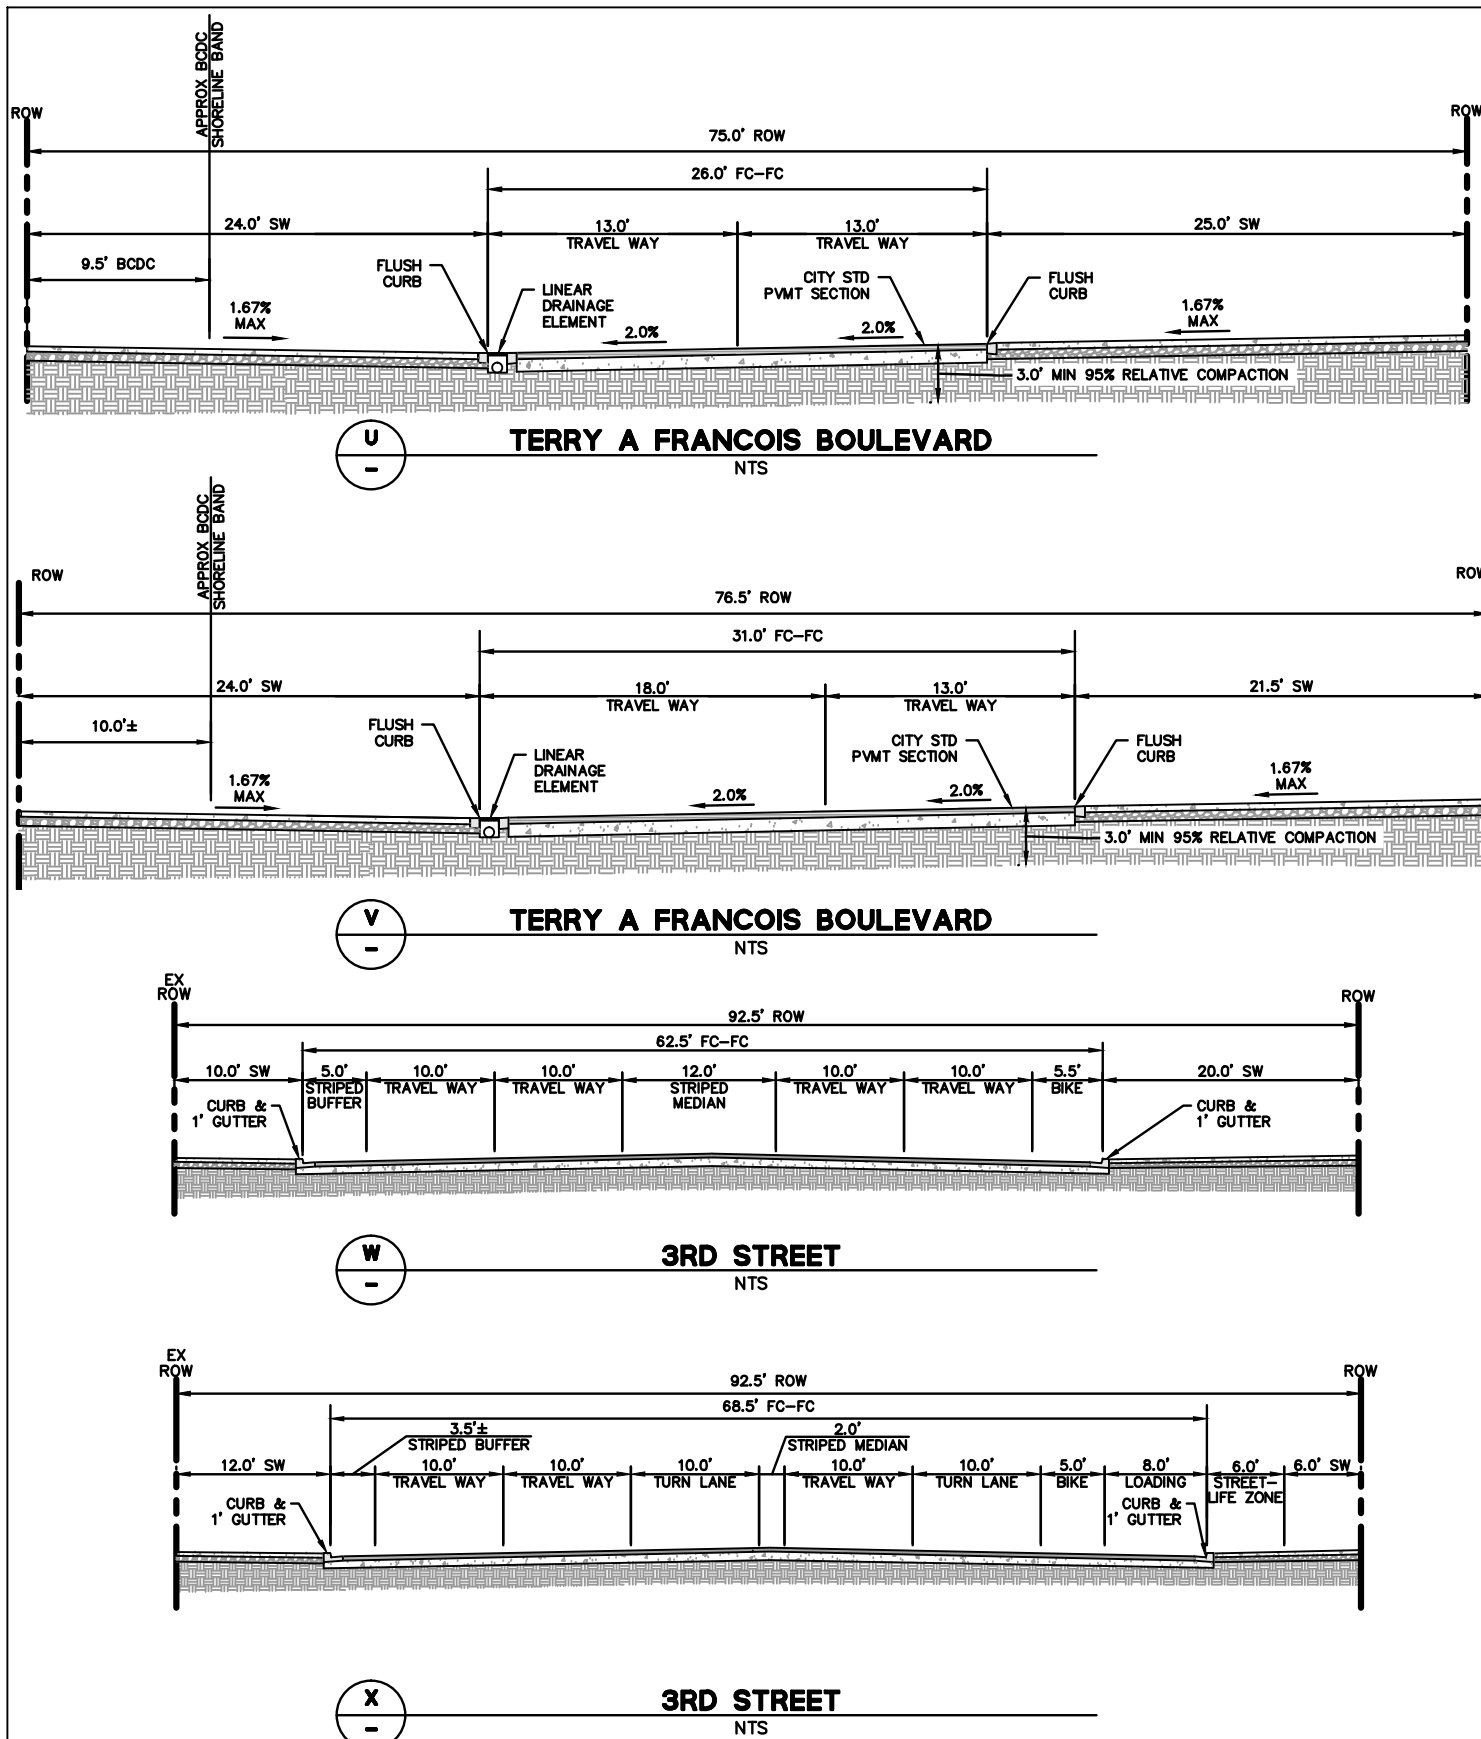 APPROX BCDC
SHORELINE BAND
ROW
ROW
75.0' ROW
26.0' FC-FC
24.0' SW
13.0'
TRAVEL WAY
13.0'
TRAVEL WAY
25.0' SW
9.5' BCDC
FLUSH
CURB
LINEAR
DRAINAGE
ELEMENT
CITY STD
PVMT SECTION
FLUSH
CURB
1.67%
MAX
2.0%
2.0%
1.67%
MAX
3.0' MIN 95% RELATIVE COMPACTION
U
-
TERRY A FRANCOIS BOULEVARD
NTS
APPROX BCDC
SHORELINE BAND
ROW
ROW
76.5' ROW
31.0' FC-FC
24.0' SW
18.0'
TRAVEL WAY
13.0'
TRAVEL WAY
21.5' SW
10.0'±
FLUSH
CURB
LINEAR
DRAINAGE
ELEMENT
CITY STD
PVMT SECTION
FLUSH
CURB
1.67%
MAX
2.0%
2.0%
1.67%
MAX
3.0' MIN 95% RELATIVE COMPACTION
V
-
TERRY A FRANCOIS BOULEVARD
NTS
EX
ROW
ROW
92.5' ROW
62.5' FC-FC
10.0' SW
5.0'
STRIPED
BUFFER
10.0'
TRAVEL WAY
10.0'
TRAVEL WAY
12.0'
STRIPED
MEDIAN
10.0'
TRAVEL WAY
10.0'
TRAVEL WAY
5.5'
BIKE
20.0' SW
CURB &
1' GUTTER
CURB &
1' GUTTER
W
-
3RD STREET
NTS
EX
ROW
ROW
92.5' ROW
68.5' FC-FC
3.5'±
STRIPED BUFFER
2.0'
STRIPED MEDIAN
12.0' SW
10.0'
TRAVEL WAY
10.0'
TRAVEL WAY
10.0'
TURN LANE
10.0'
TRAVEL WAY
10.0'
TURN LANE
5.0'
BIKE
8.0'
LOADING
6.0'
STREET-
LIFE ZONE
6.0' SW
CURB &
1' GUTTER
CURB &
1' GUTTER
X
-
3RD STREET
NTS